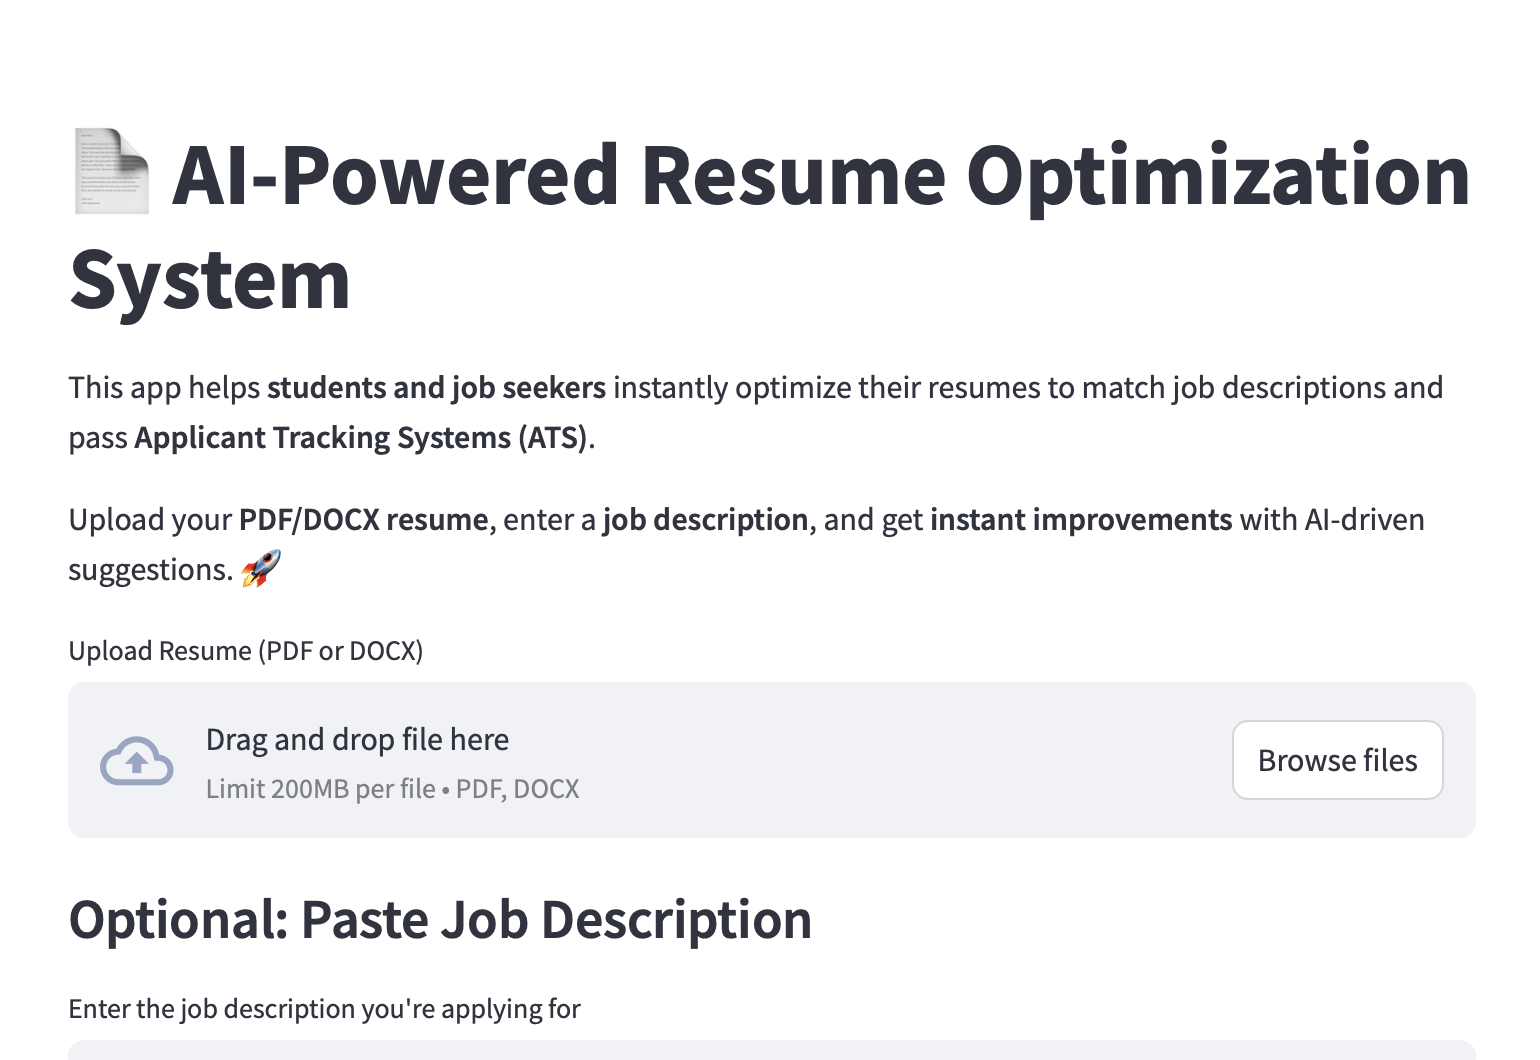 AI-Powered Resume Optimization
System
This app helps students and job seekers instantly optimize their resumes to match job descriptions and
pass Applicant Tracking Systems (ATS).
Upload your PDF/DOCX resume, enter a job description, and get instant improvements with AI-driven
suggestions. 🚀
Upload Resume (PDF or DOCX)
Drag and drop file here
Limit 200MB per file • PDF, DOCX
Browse files
Optional: Paste Job Description
Enter the job description you're applying for